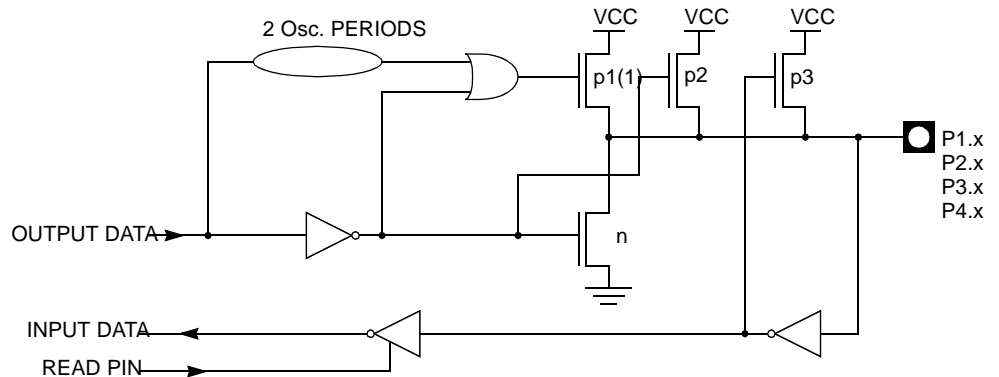 VCC VCC VCC
2 Osc. PERIODS
p1(1) p2 p3
P1.x
P2.x
P3.x
P4.x
OUTPUT DATA
n
INPUT DATA
READ PIN